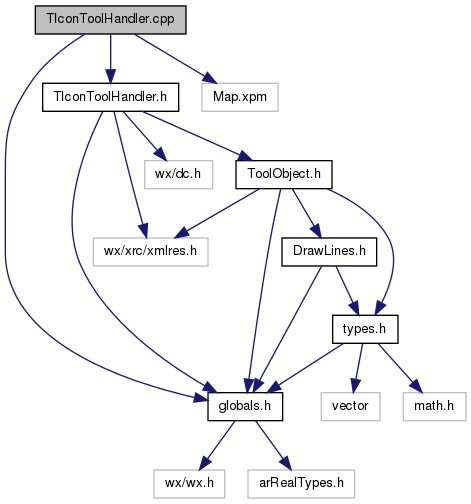 TIconToolHandler.cpp
TIconToolHandler.h
Map.xpm
wx/dc.h
ToolObject.h
wx/xrc/xmlres.h
DrawLines.h
types.h
globals.h
vector
math.h
wx/wx.h
arRealTypes.h